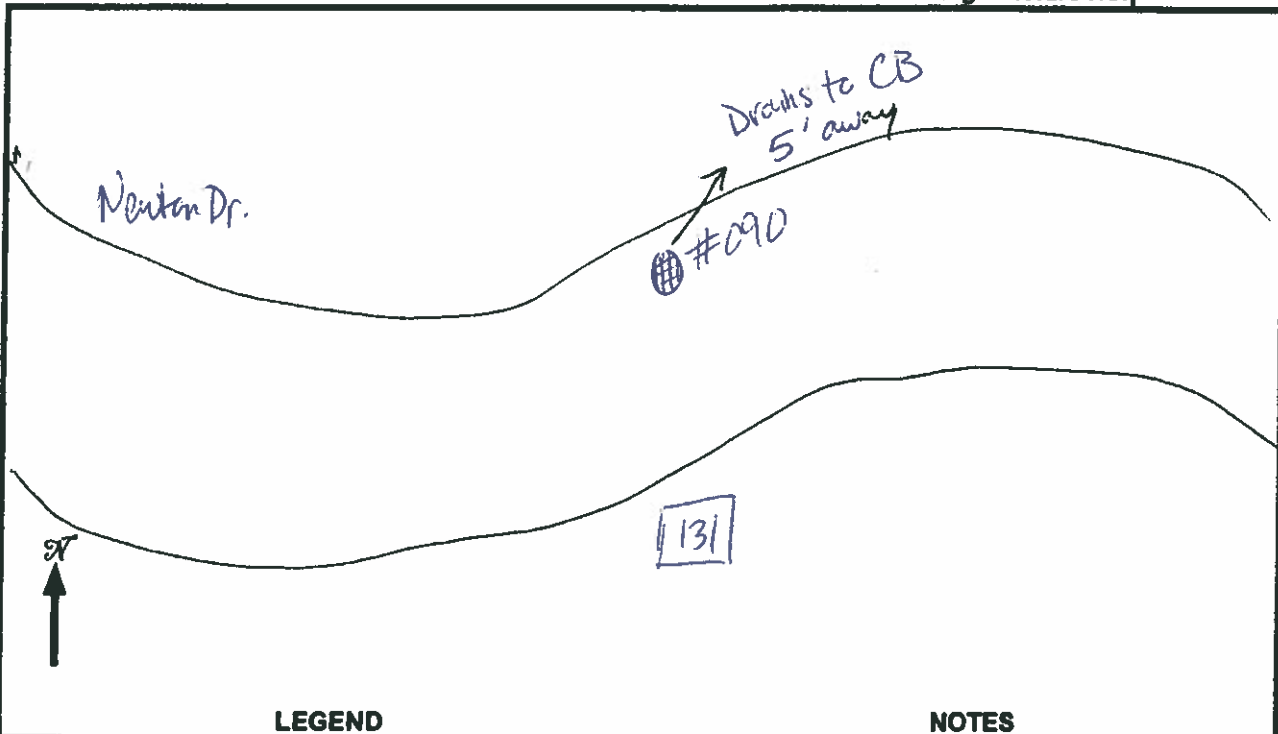 Drains to CB
5' away
Newton Dr.
#090
131
N
LEGEND
NOTES